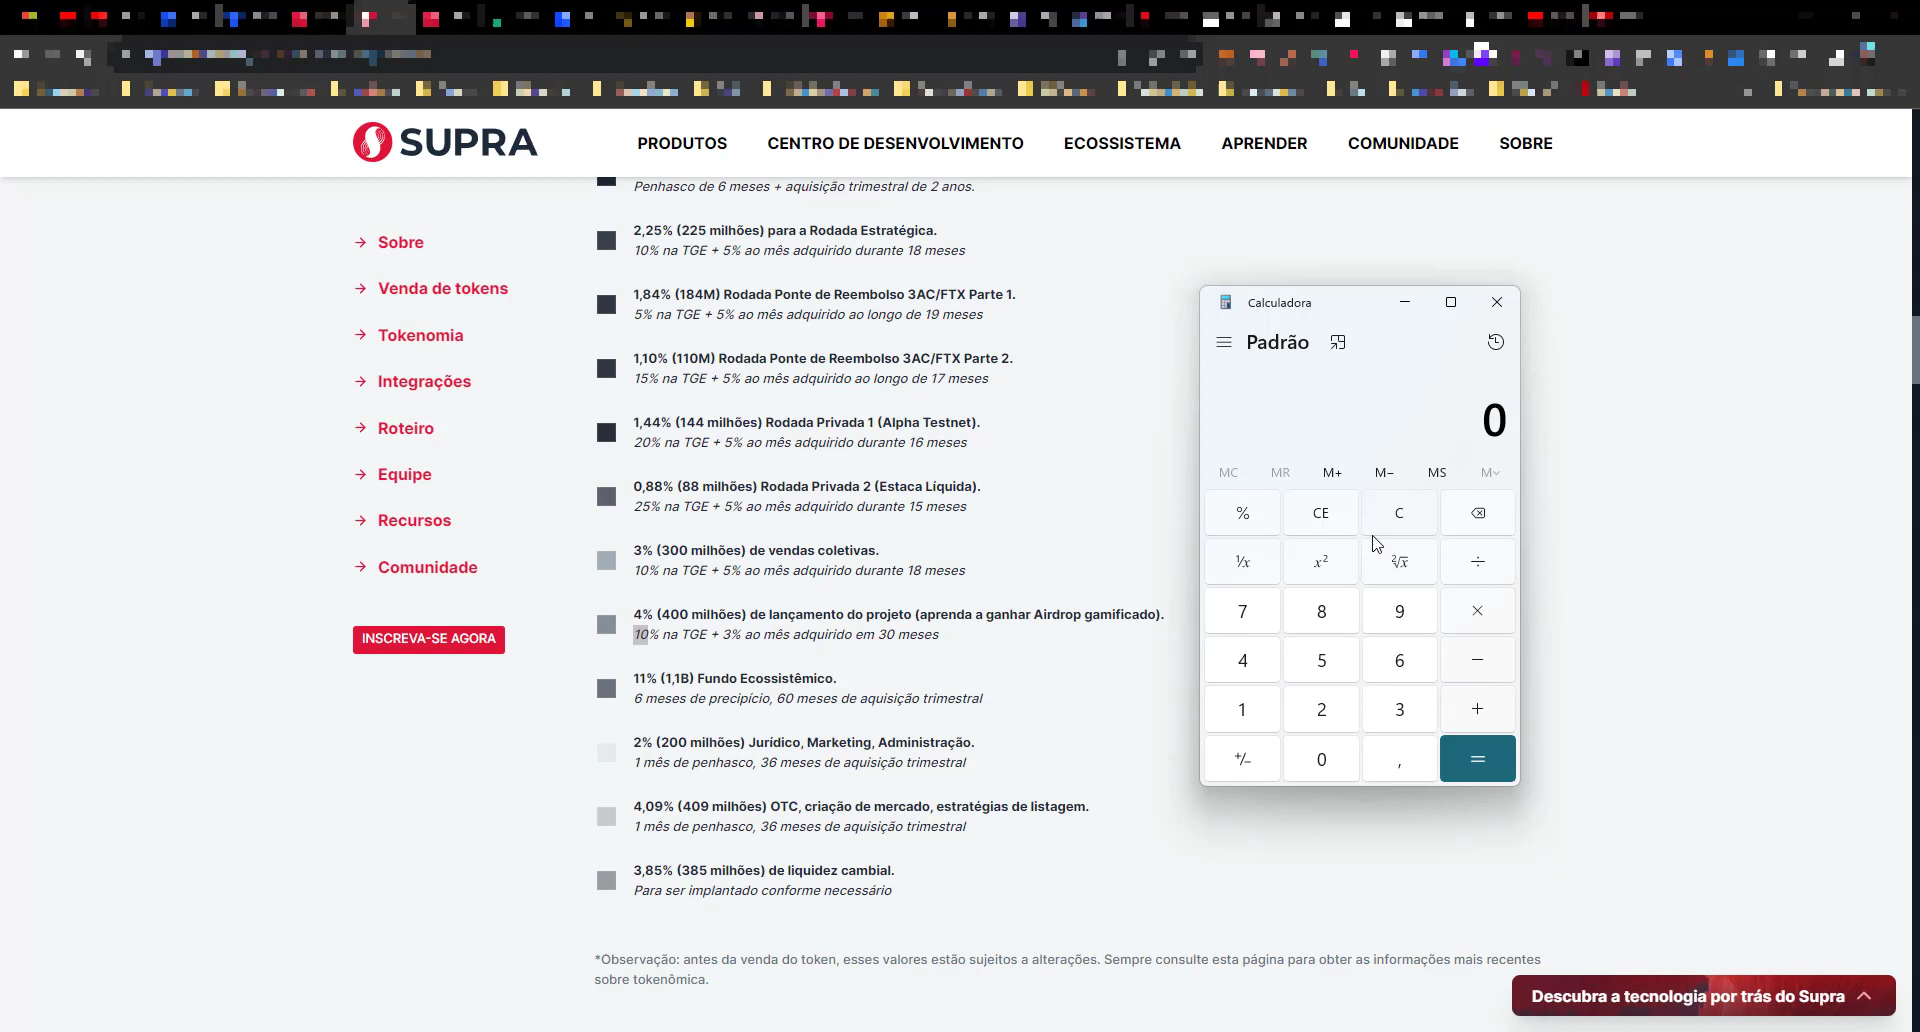 SUPRA
PRODUTOS
CENTRO DE DESENVOLVIMENTO
ECOSSISTEMA
APRENDER
COMUNIDADE
SOBRE
→ Sobre
→ Venda de tokens
→ Tokenomia
→ Integrações
→ Roteiro
→ Equipe
→ Recursos
→ Comunidade
INSCREVA-SE AGORA
Penhasco de 6 meses + aquisição trimestral de 2 anos.
2,25% (225 milhões) para a Rodada Estratégica.
10% na TGE + 5% ao mês adquirido durante 18 meses
1,84% (184M) Rodada Ponte de Reembolso 3AC/FTX Parte 1.
5% na TGE + 5% ao mês adquirido ao longo de 19 meses
1,10% (110M) Rodada Ponte de Reembolso 3AC/FTX Parte 2.
15% na TGE + 5% ao mês adquirido ao longo de 17 meses
1,44% (144 milhões) Rodada Privada 1 (Alpha Testnet).
20% na TGE + 5% ao mês adquirido durante 16 meses
0,88% (88 milhões) Rodada Privada 2 (Estaca Líquida).
25% na TGE + 5% ao mês adquirido durante 15 meses
3% (300 milhões) de vendas coletivas.
10% na TGE + 5% ao mês adquirido durante 18 meses
4% (400 milhões) de lançamento do projeto (aprenda a ganhar Airdrop gamificado).
10% na TGE + 3% ao mês adquirido em 30 meses
11% (1,1B) Fundo Ecossistêmico.
6 meses de precipício, 60 meses de aquisição trimestral
2% (200 milhões) Jurídico, Marketing, Administração.
1 mês de penhasco, 36 meses de aquisição trimestral
4,09% (409 milhões) OTC, criação de mercado, estratégias de listagem.
1 mês de penhasco, 36 meses de aquisição trimestral
3,85% (385 milhões) de liquidez cambial.
Para ser implantado conforme necessário
*Observação: antes da venda do token, esses valores estão sujeitos a alterações. Sempre consulte esta página para obter as informações mais recentes
sobre tokenômica.
Calculadora
Padrão
0
MC MR M+ M− MS M˅
% CE C ⌫
¹/x x² ²√x ÷
7 8 9 ×
4 5 6 −
1 2 3 +
+/− 0 , =
Descubra a tecnologia por trás do Supra